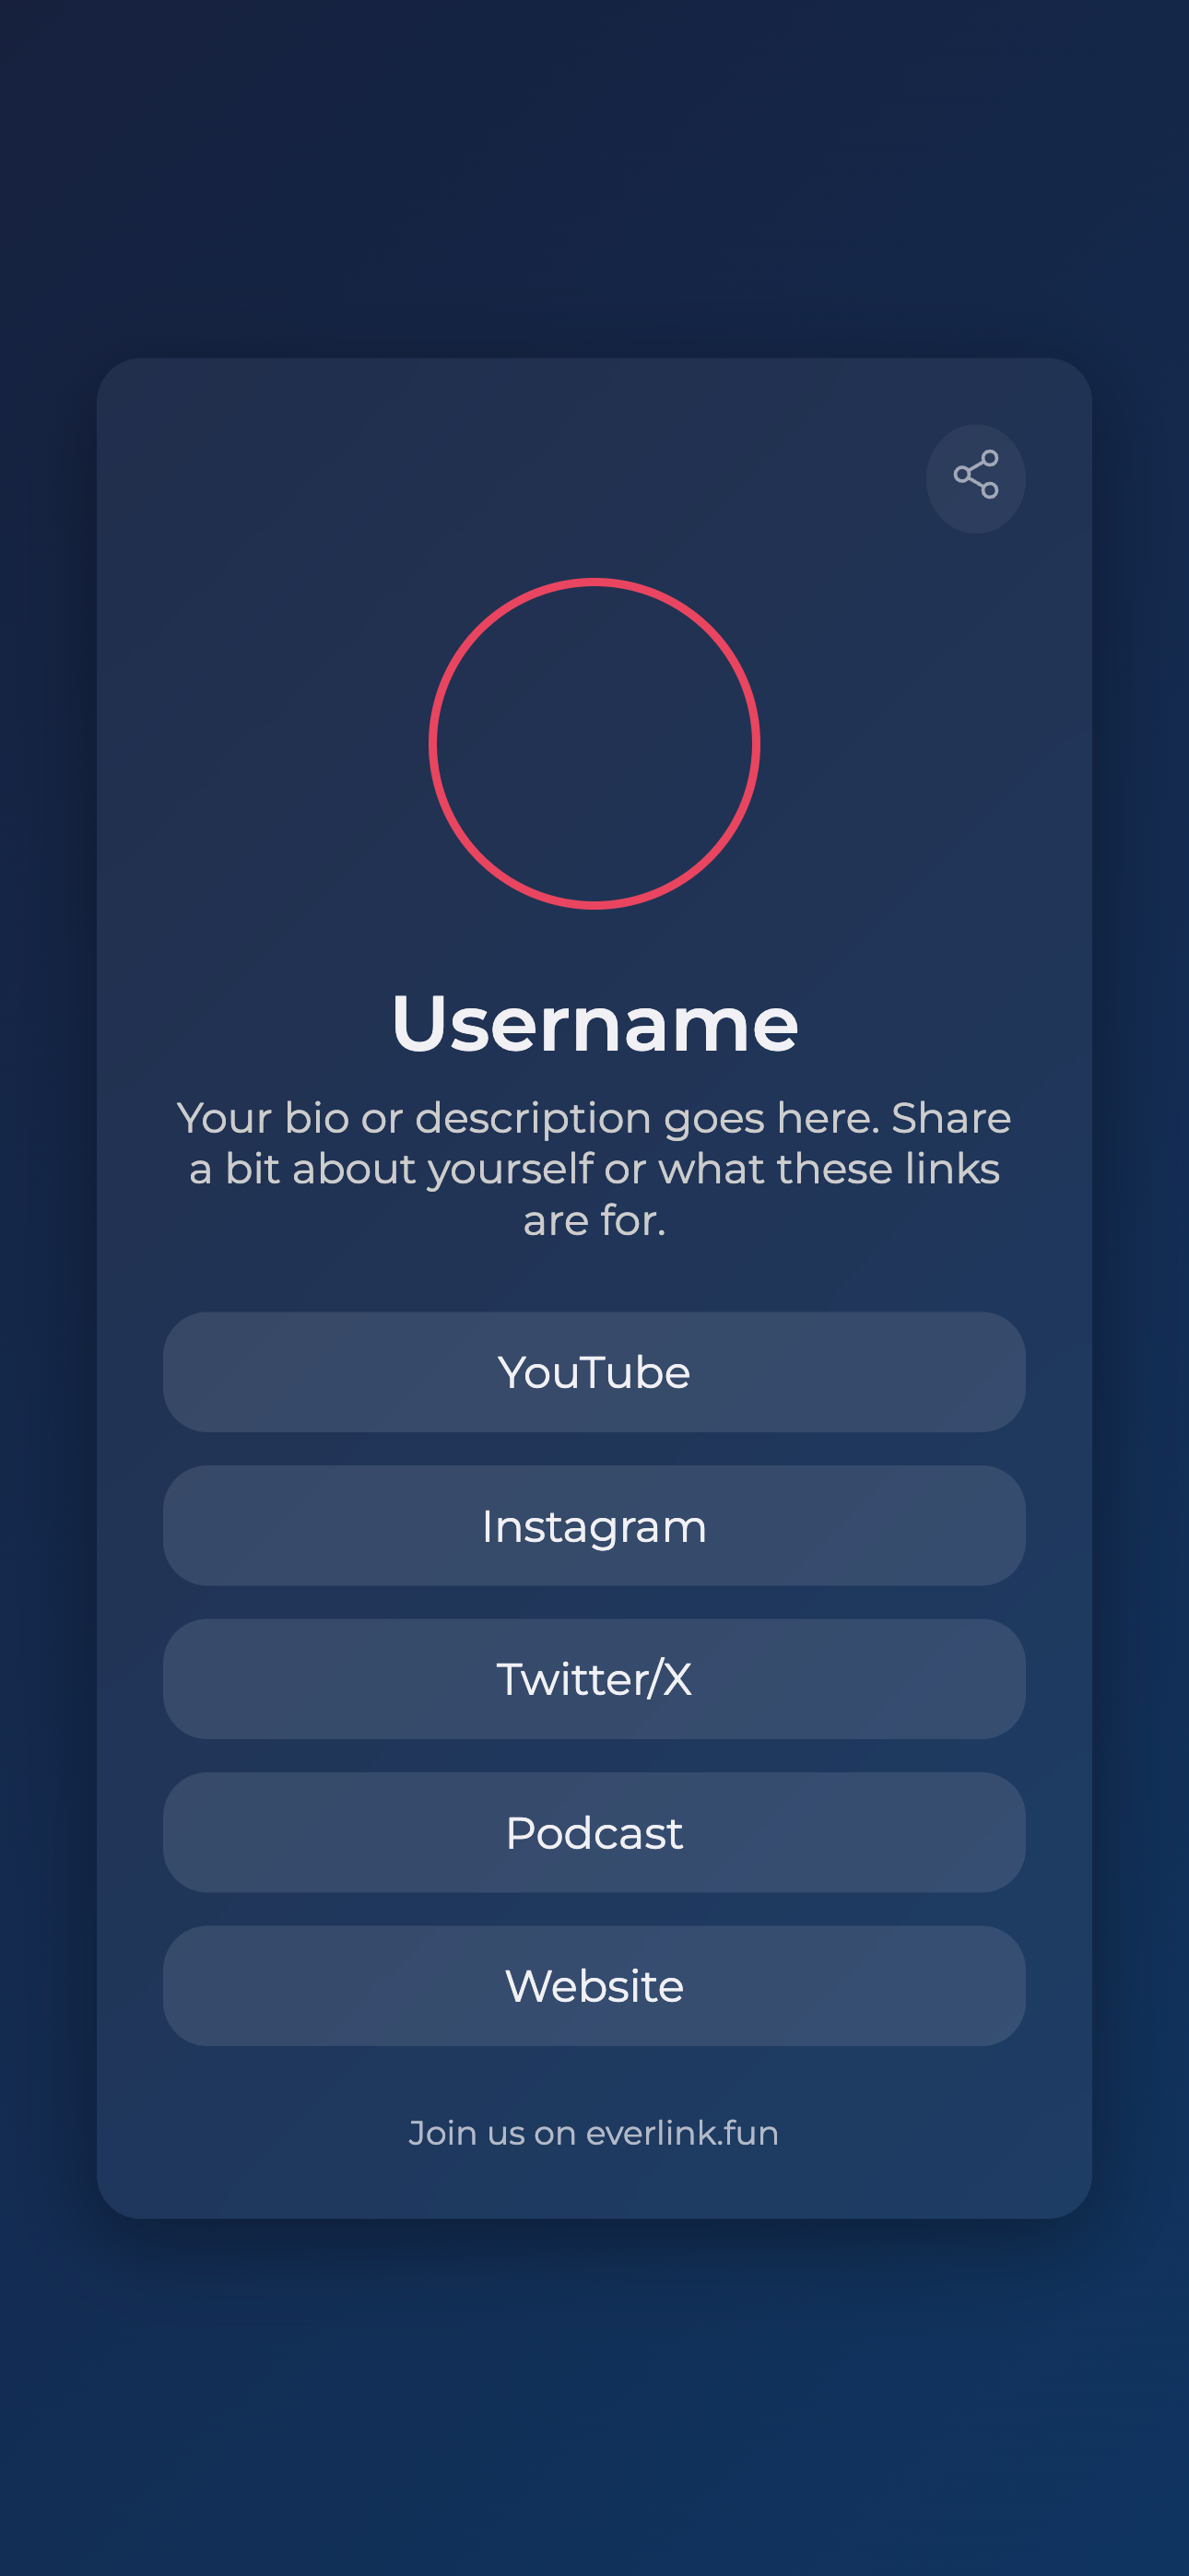 Username
Your bio or description goes here. Share
a bit about yourself or what these links
are for.
YouTube
Instagram
Twitter/X
Podcast
Website
Join us on everlink.fun